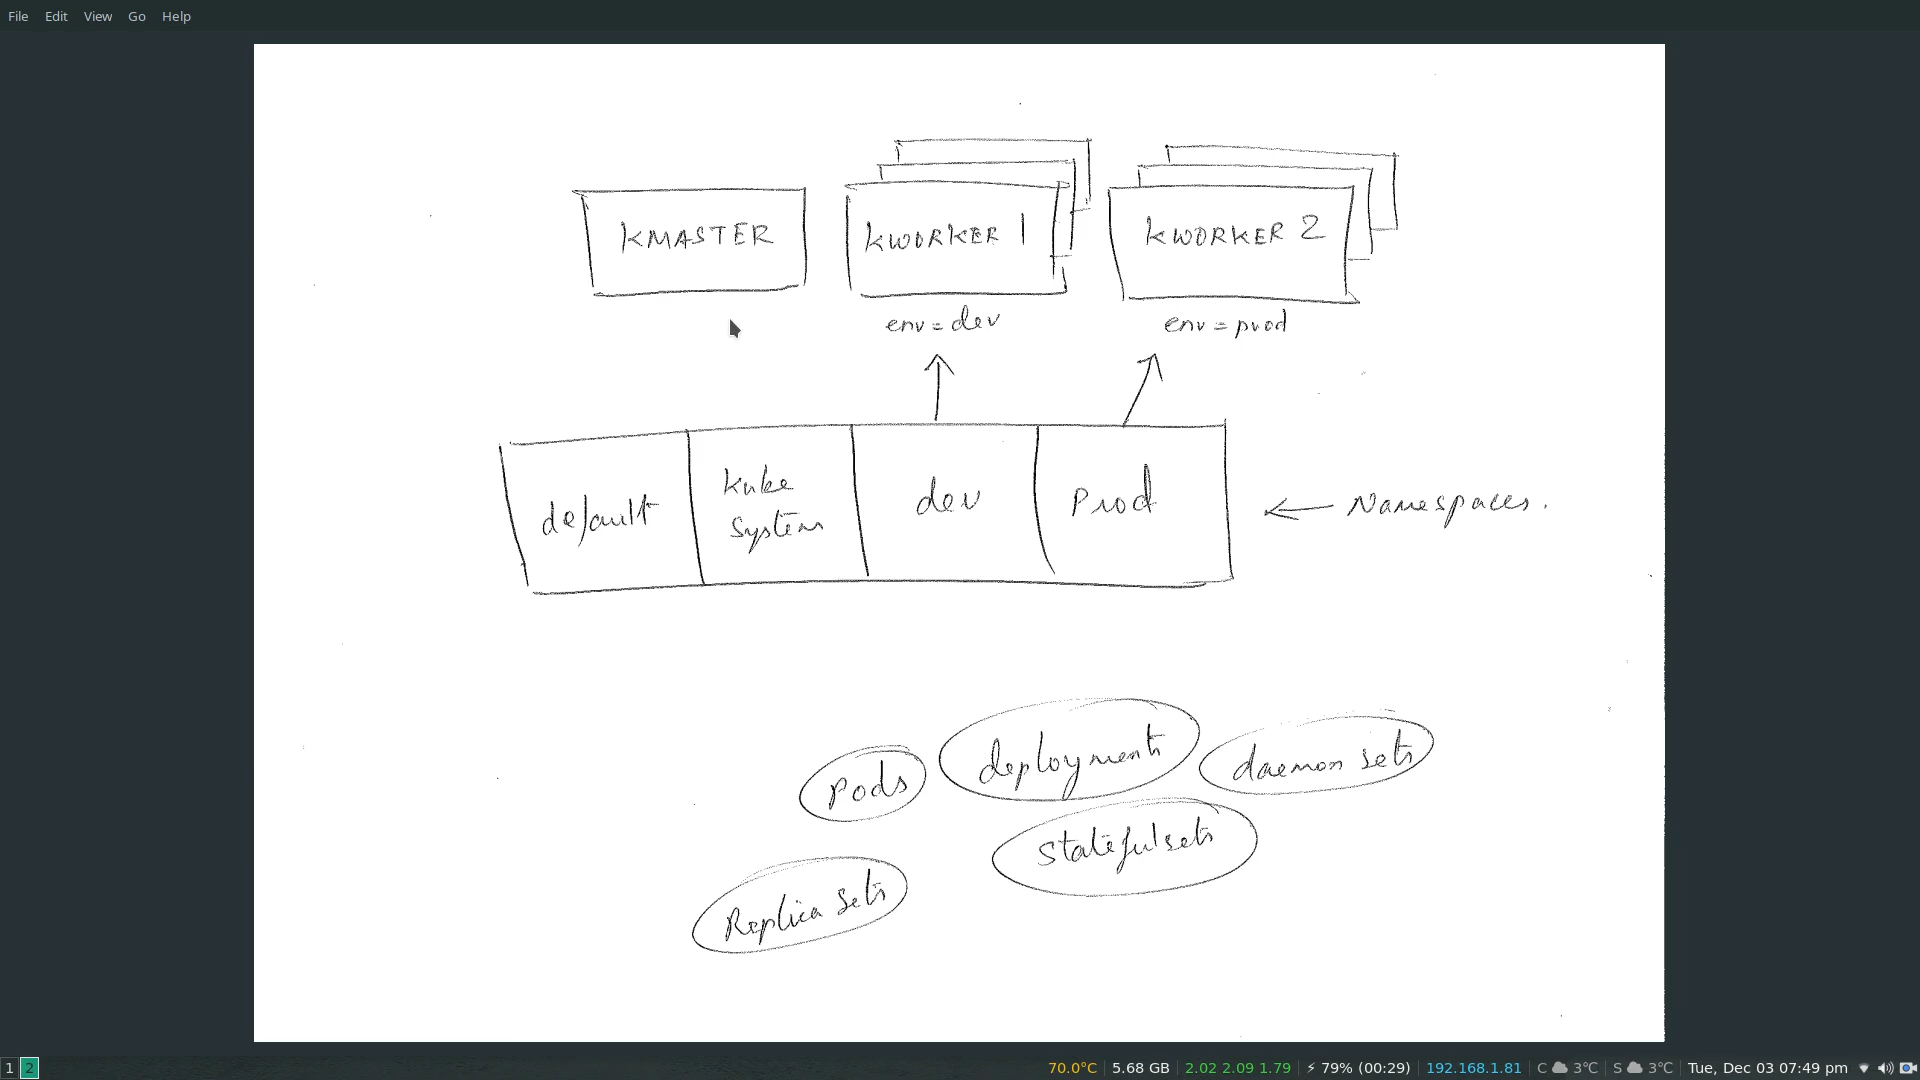 File Edit View Go Help
KMASTER
KWORKER 1
KWORKER 2
env = dev
env = prod
default
Kube
System
dev
Prod
Namespaces.
Pods
deployments
daemon sets
Statefulsets
Replica Sets
1 2 70.0°C 5.68 GB 2.02 2.09 1.79 ⚡ 79% (00:29) 192.168.1.81 C 3°C S 3°C Tue, Dec 03 07:49 pm